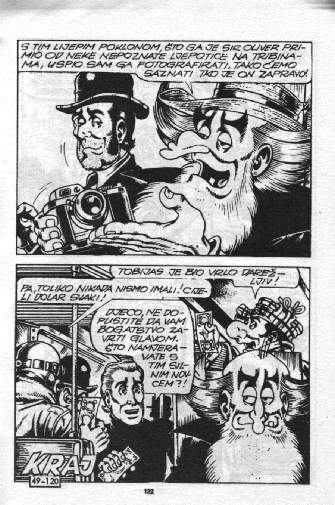 S TIM LIJEPIM POKLONOM, ŠTO GA JE SIR OLIVER PRI-
MIO OD NEKE NEPOZNATE LJEPOTICE NA TRIBINA-
MA, USPIO SAM GA FOTOGRAFIRATI, TAKO ĆEMO
SAZNATI TKO JE ON ZAPRAVO!
TOBIJAS JE BIO VRLO DAREŽ-
LJIV!
PA, TOLIKO NIKADA NISMO IMALI! CIJE-
LI DOLAR SVAKI!
DJECO, NE DO-
PUSTITE DA VAM
BOGATSTVO ZA-
VRTI GLAVOM.
ŠTO NAMJERA-
VATE S
TIM SIL-
NIM NOV-
CEM?!
KRAJ
49-120
122